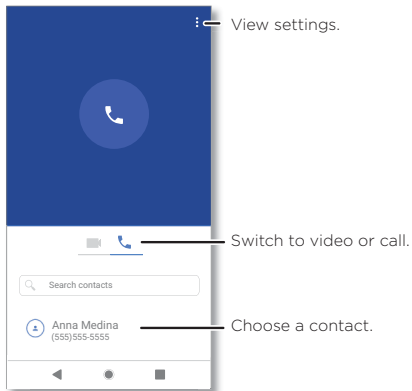 View settings.
Switch to video or call.
Search contacts
Anna Medina
(555)555-5555
Choose a contact.